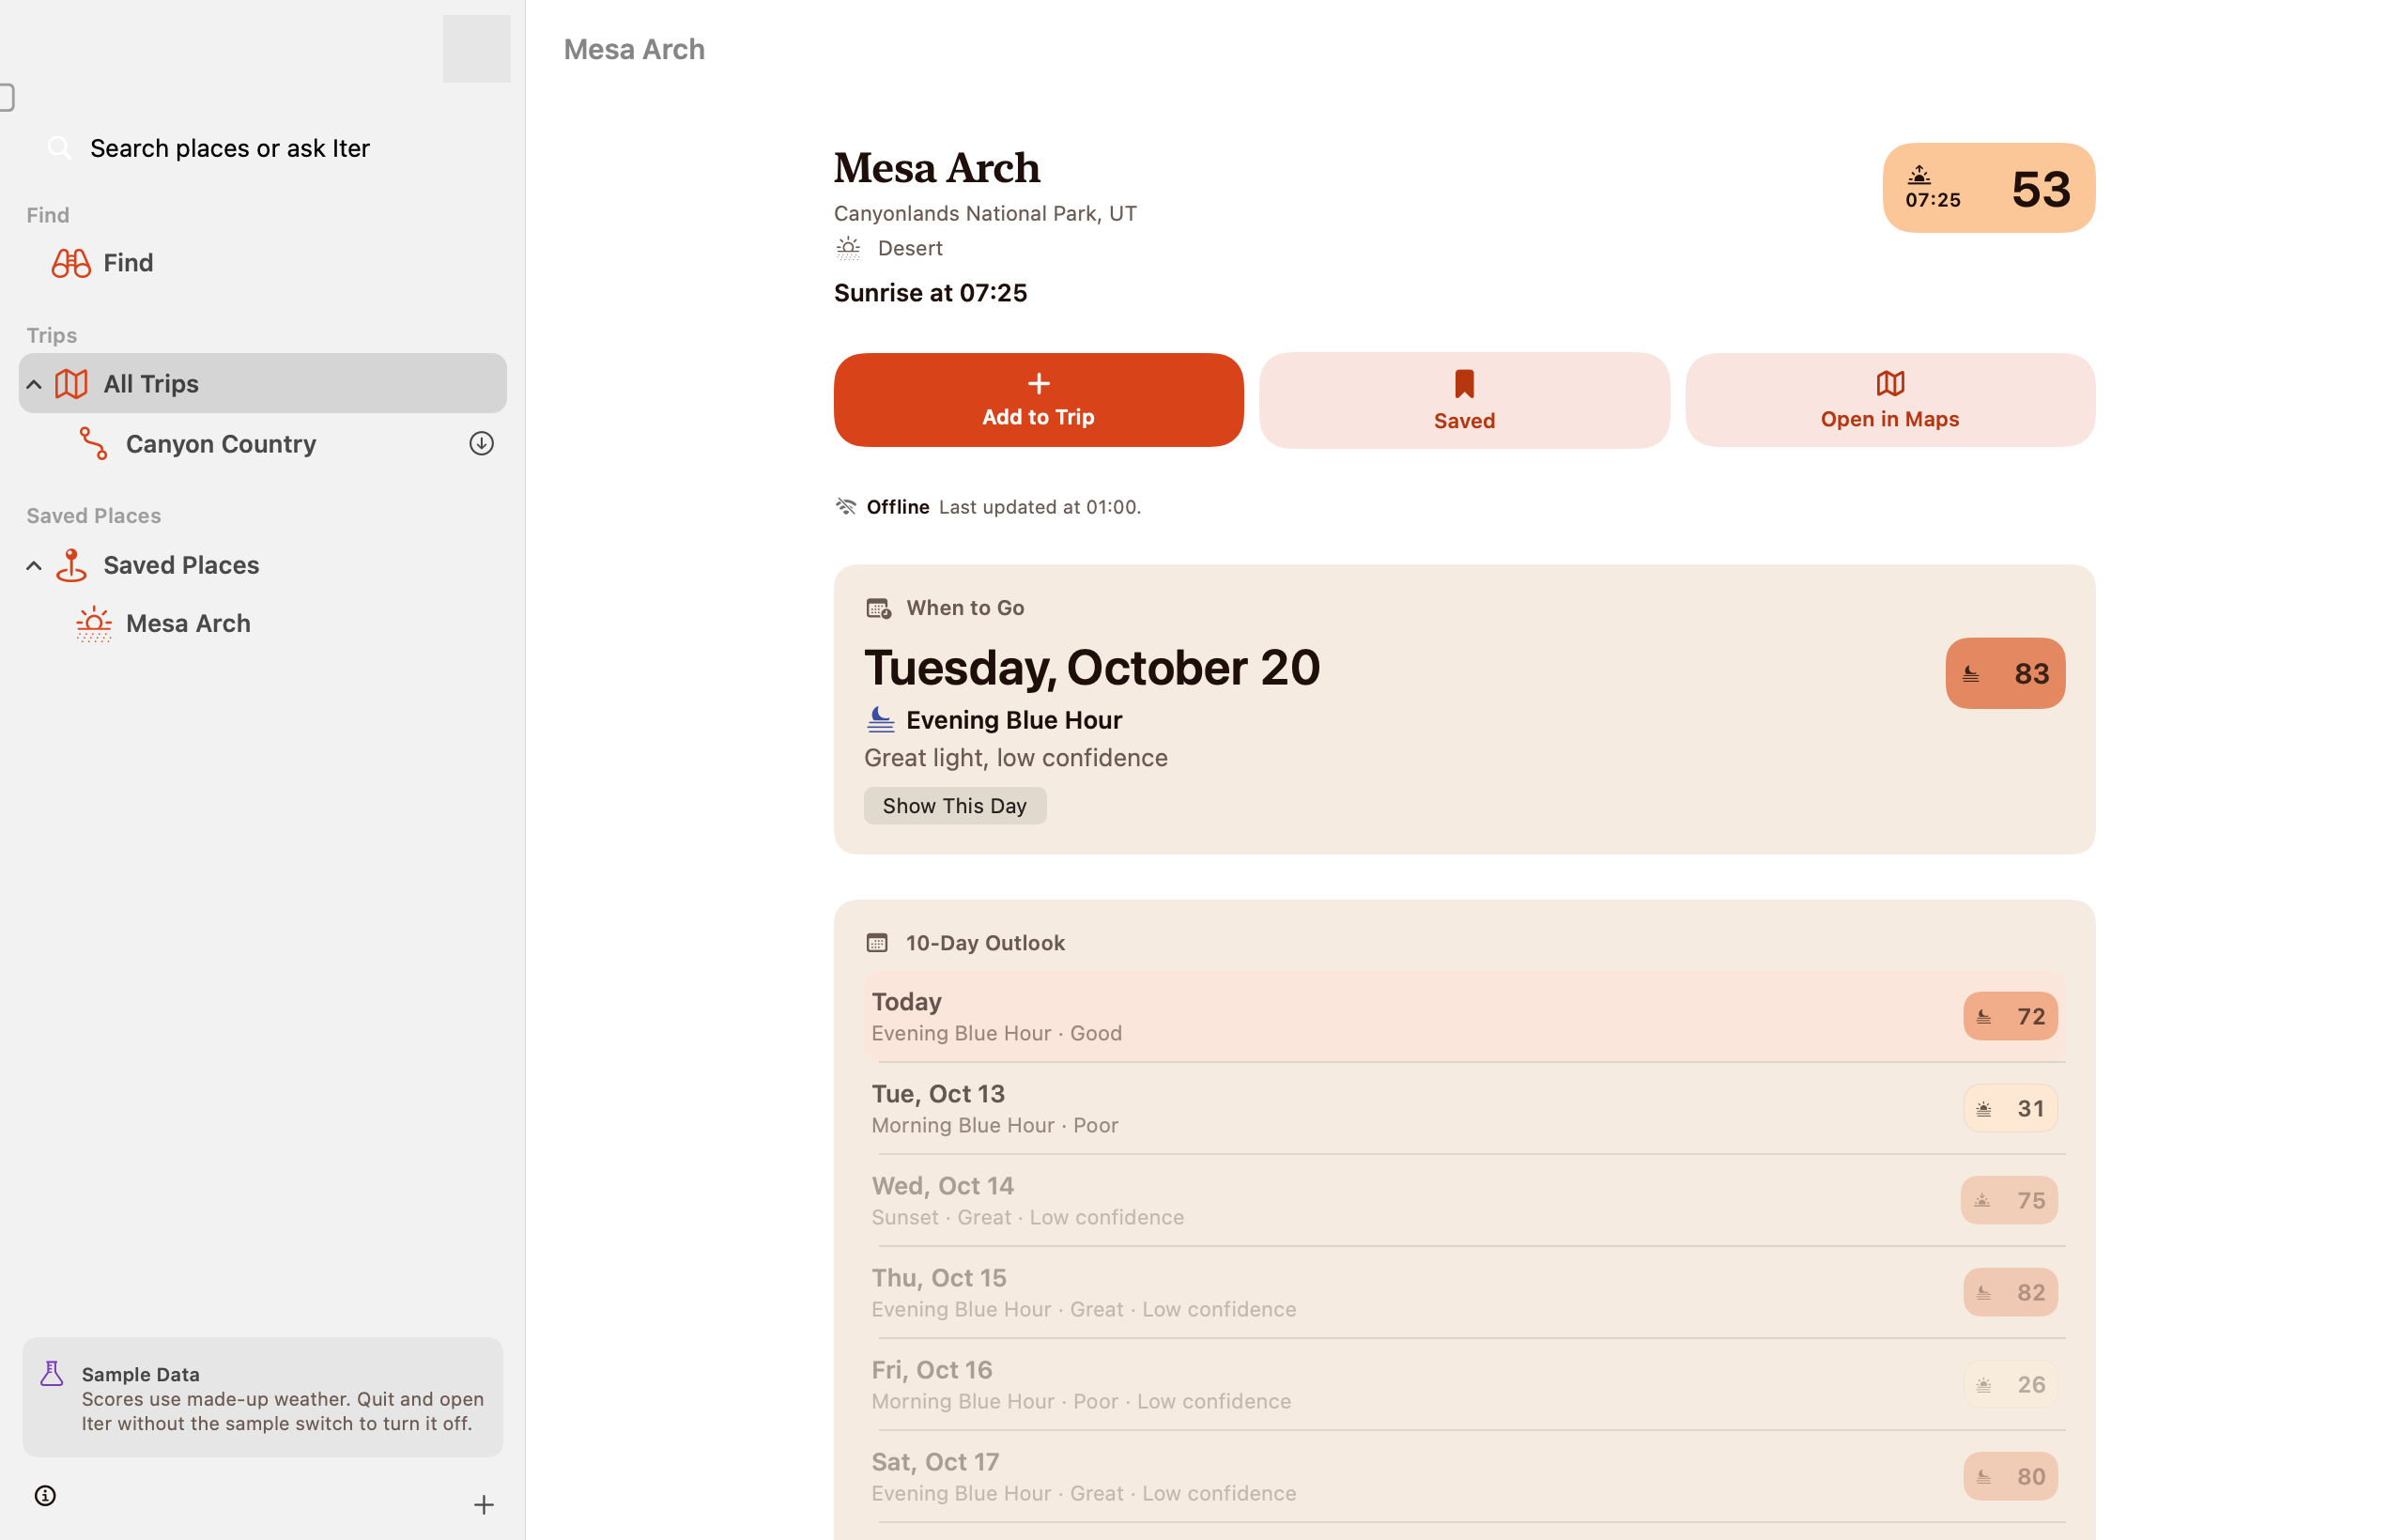 Search places or ask Iter
Find
Find
Trips
All Trips
Canyon Country
Saved Places
Saved Places
Mesa Arch
Sample Data
Scores use made-up weather. Quit and open
Iter without the sample switch to turn it off.
Mesa Arch
Mesa Arch
Canyonlands National Park, UT
Desert
Sunrise at 07:25
07:25
53
Add to Trip
Saved
Open in Maps
Offline Last updated at 01:00.
When to Go
Tuesday, October 20
83
Evening Blue Hour
Great light, low confidence
Show This Day
10-Day Outlook
Today
Evening Blue Hour · Good
72
Tue, Oct 13
Morning Blue Hour · Poor
31
Wed, Oct 14
Sunset · Great · Low confidence
75
Thu, Oct 15
Evening Blue Hour · Great · Low confidence
82
Fri, Oct 16
Morning Blue Hour · Poor · Low confidence
26
Sat, Oct 17
Evening Blue Hour · Great · Low confidence
80